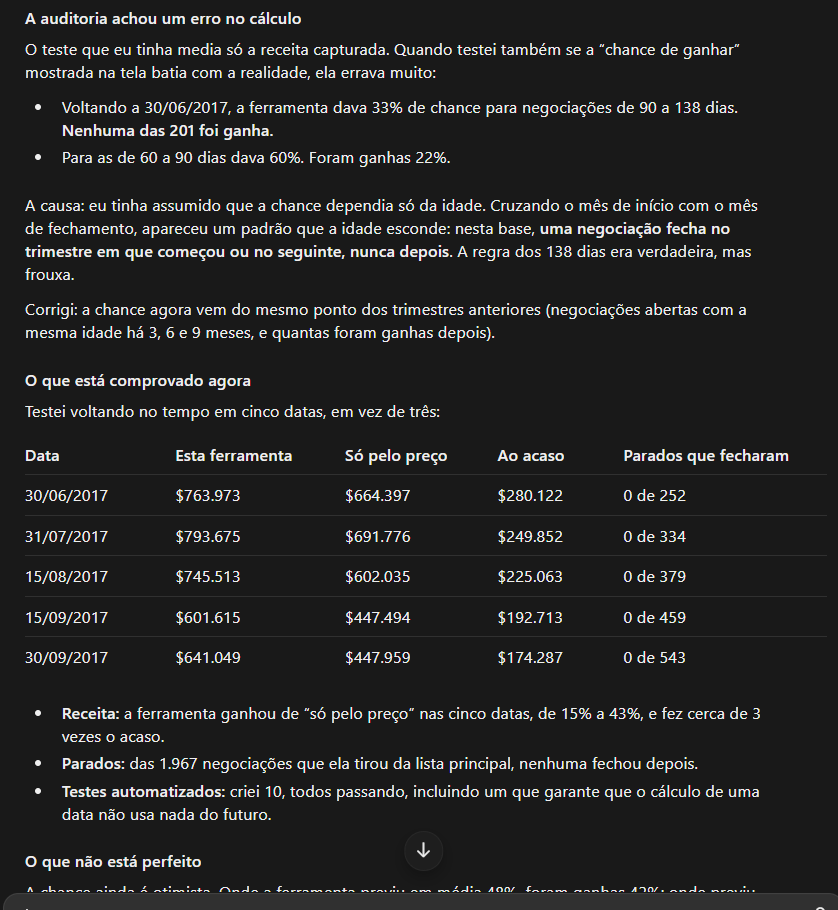 A auditoria achou um erro no cálculo
O teste que eu tinha media só a receita capturada. Quando testei também se a “chance de ganhar”
mostrada na tela batia com a realidade, ela errava muito:
• Voltando a 30/06/2017, a ferramenta dava 33% de chance para negociações de 90 a 138 dias.
Nenhuma das 201 foi ganha.
• Para as de 60 a 90 dias dava 60%. Foram ganhas 22%.
A causa: eu tinha assumido que a chance dependia só da idade. Cruzando o mês de início com o mês
de fechamento, apareceu um padrão que a idade esconde: nesta base, uma negociação fecha no
trimestre em que começou ou no seguinte, nunca depois. A regra dos 138 dias era verdadeira, mas
frouxa.
Corrigi: a chance agora vem do mesmo ponto dos trimestres anteriores (negociações abertas com a
mesma idade há 3, 6 e 9 meses, e quantas foram ganhas depois).
O que está comprovado agora
Testei voltando no tempo em cinco datas, em vez de três:
Data Esta ferramenta Só pelo preço Ao acaso Parados que fecharam
30/06/2017 $763.973 $664.397 $280.122 0 de 252
31/07/2017 $793.675 $691.776 $249.852 0 de 334
15/08/2017 $745.513 $602.035 $225.063 0 de 379
15/09/2017 $601.615 $447.494 $192.713 0 de 459
30/09/2017 $641.049 $447.959 $174.287 0 de 543
• Receita: a ferramenta ganhou de “só pelo preço” nas cinco datas, de 15% a 43%, e fez cerca de 3
vezes o acaso.
• Parados: das 1.967 negociações que ela tirou da lista principal, nenhuma fechou depois.
• Testes automatizados: criei 10, todos passando, incluindo um que garante que o cálculo de uma
data não usa nada do futuro.
O que não está perfeito
A chance ainda é otimista. Onde a ferramenta previu em média 48%, foram ganhas 42%; onde previu